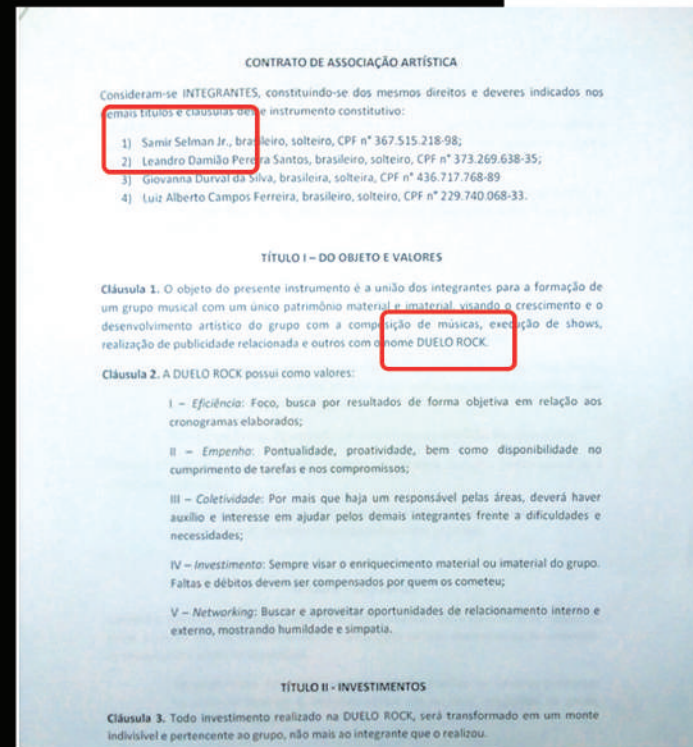 CONTRATO DE ASSOCIAÇÃO ARTÍSTICA
Consideram-se INTEGRANTES, constituindo-se dos mesmos direitos e deveres indicados nos
demais títulos e cláusulas deste instrumento constitutivo:
1) Samir Selman Jr., brasileiro, solteiro, CPF n° 367.515.218-98;
2) Leandro Damião Pereira Santos, brasileiro, solteiro, CPF n° 373.269.638-35;
3) Giovanna Durval da Silva, brasileira, solteira, CPF n° 436.717.768-89
4) Luiz Alberto Campos Ferreira, brasileiro, solteiro, CPF n° 229.740.068-33.
TÍTULO I – DO OBJETO E VALORES
Cláusula 1. O objeto do presente instrumento é a união dos integrantes para a formação de
um grupo musical com um único patrimônio material e imaterial, visando o crescimento e o
desenvolvimento artístico do grupo com a composição de músicas, execução de shows,
realização de publicidade relacionada e outros com o nome DUELO ROCK.
Cláusula 2. A DUELO ROCK possui como valores:
I – Eficiência: Foco, busca por resultados de forma objetiva em relação aos
cronogramas elaborados;
II – Empenho: Pontualidade, proatividade, bem como disponibilidade no
cumprimento de tarefas e nos compromissos;
III – Coletividade: Por mais que haja um responsável pelas áreas, deverá haver
auxílio e interesse em ajudar pelos demais integrantes frente a dificuldades e
necessidades;
IV – Investimento: Sempre visar o enriquecimento material ou imaterial do grupo.
Faltas e débitos devem ser compensados por quem os cometeu;
V – Networking: Buscar e aproveitar oportunidades de relacionamento interno e
externo, mostrando humildade e simpatia.
TÍTULO II - INVESTIMENTOS
Cláusula 3. Todo investimento realizado na DUELO ROCK, será transformado em um monte
indivisível e pertencente ao grupo, não mais ao integrante que o realizou.